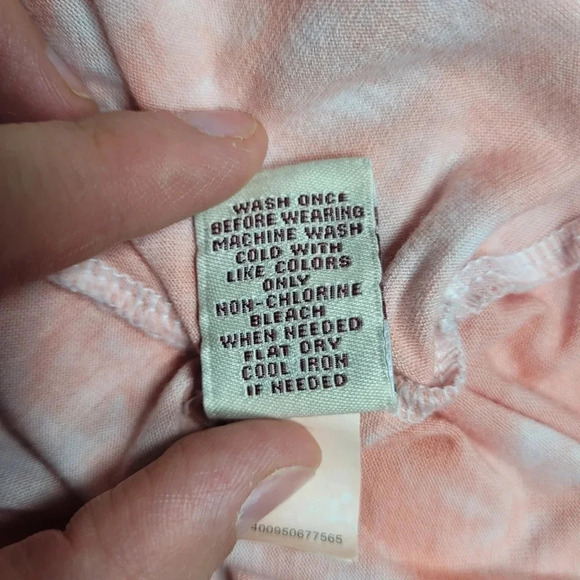 WASH ONCE
BEFORE WEARING
MACHINE WASH
COLD WITH
LIKE COLORS
ONLY
NON-CHLORINE
BLEACH
WHEN NEEDED
FLAT DRY
COOL IRON
IF NEEDED
400950677565